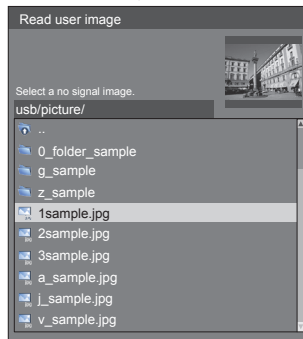 Read user image
Select a no signal image.
usb/picture/
..
0_folder_sample
g_sample
z_sample
1sample.jpg
2sample.jpg
3sample.jpg
a_sample.jpg
j_sample.jpg
v_sample.jpg